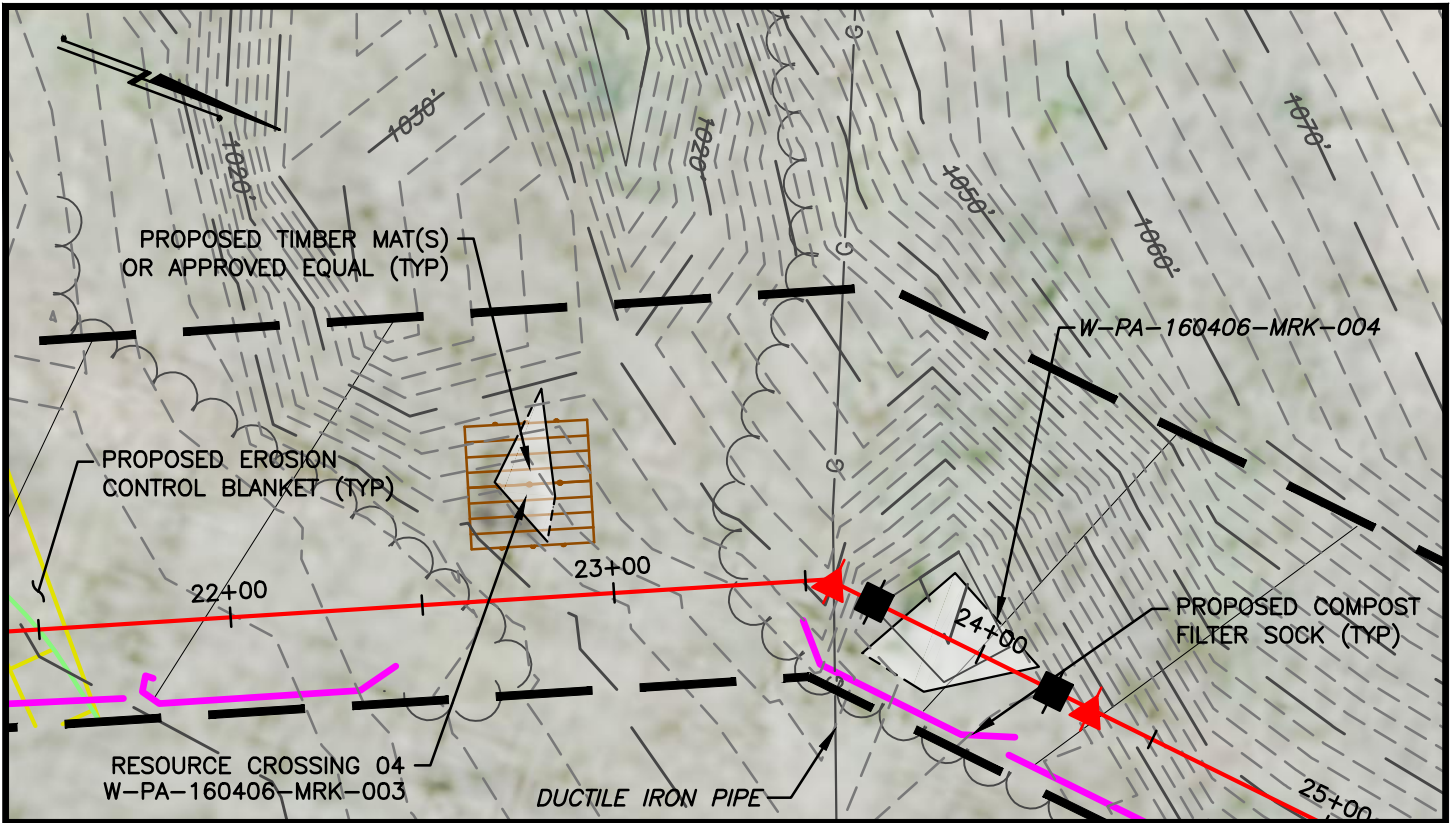 G
1030'
1020'
1020'
1070'
1050'
1060'
PROPOSED TIMBER MAT(S)
OR APPROVED EQUAL (TYP)
G
W-PA-160406-MRK-004
PROPOSED EROSION
CONTROL BLANKET (TYP)
G
22+00
23+00
24+00
PROPOSED COMPOST
FILTER SOCK (TYP)
G
RESOURCE CROSSING 04
W-PA-160406-MRK-003
DUCTILE IRON PIPE
25+00